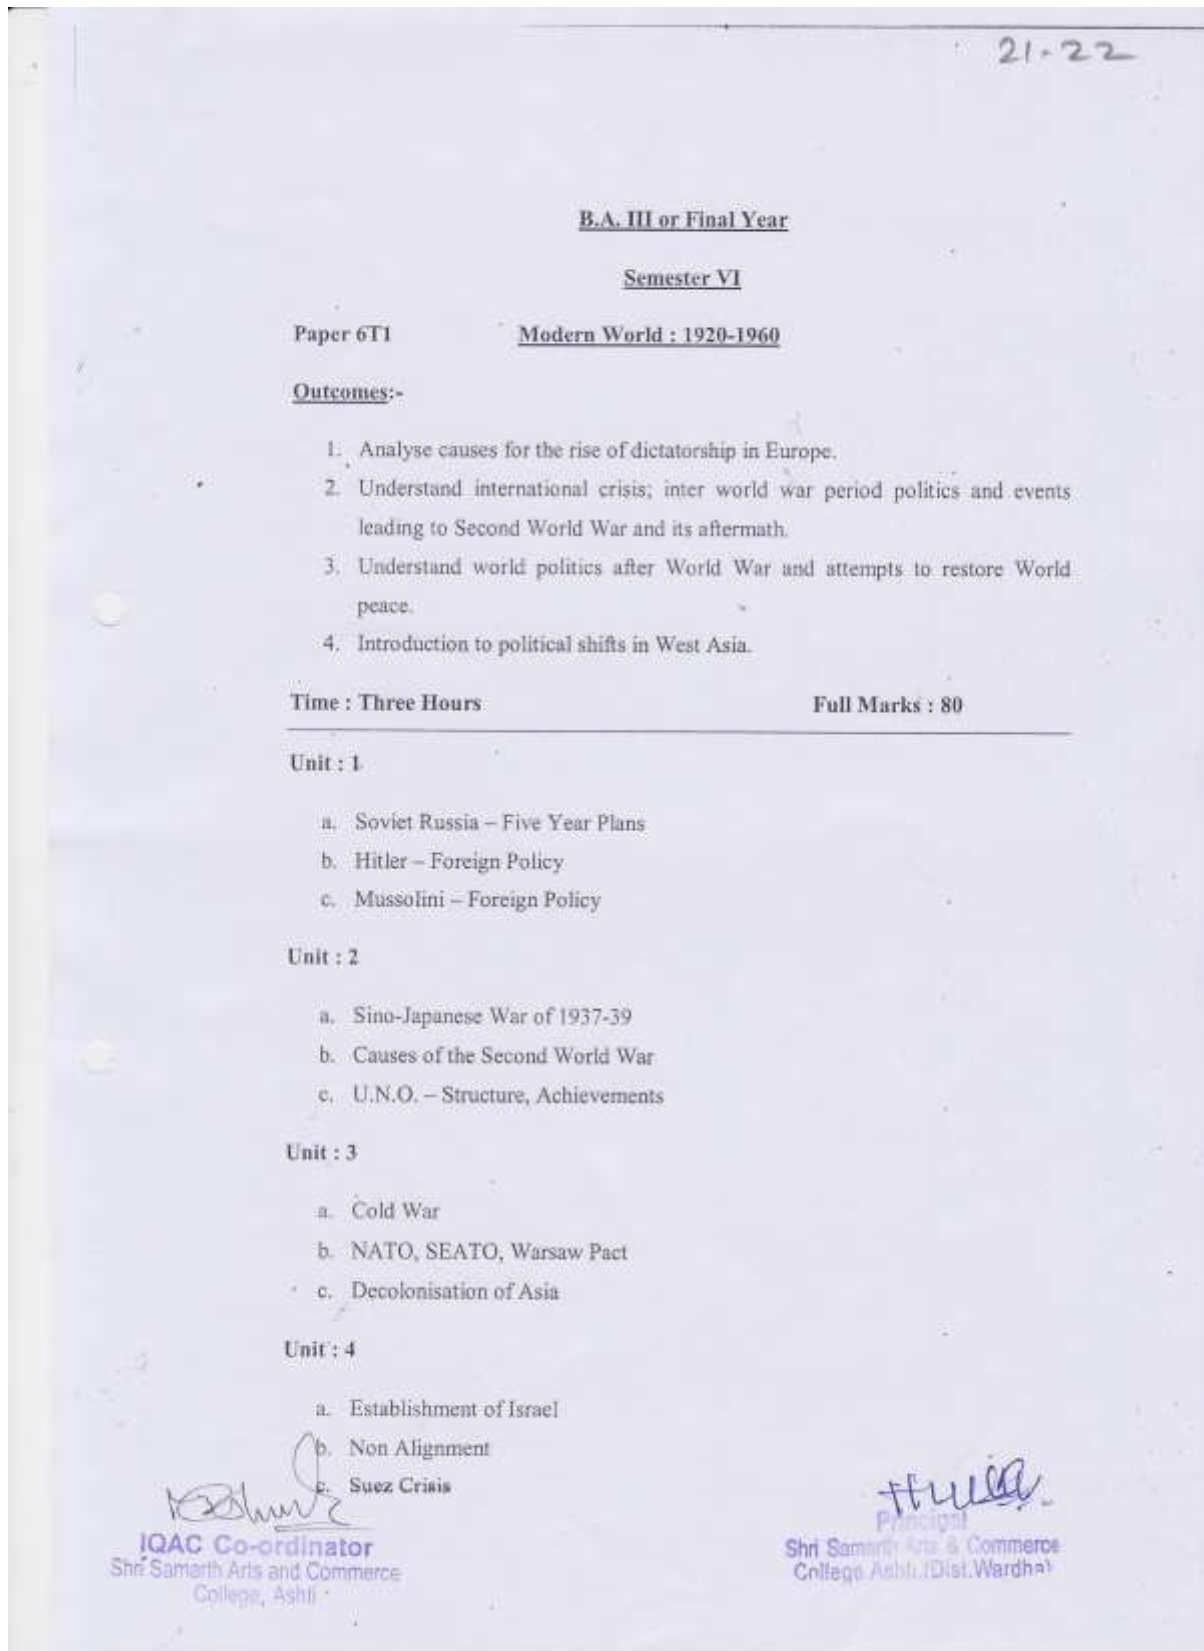 21-22
B.A. III or Final Year
Semester VI
Paper 6T1 Modern World : 1920-1960
Outcomes:-
1. Analyse causes for the rise of dictatorship in Europe.
2. Understand international crisis; inter world war period politics and events
leading to Second World War and its aftermath.
3. Understand world politics after World War and attempts to restore World
peace.
4. Introduction to political shifts in West Asia.
Time : Three Hours Full Marks : 80
Unit : 1
a. Soviet Russia – Five Year Plans
b. Hitler – Foreign Policy
c. Mussolini – Foreign Policy
Unit : 2
a. Sino-Japanese War of 1937-39
b. Causes of the Second World War
c. U.N.O. – Structure, Achievements
Unit : 3
a. Cold War
b. NATO, SEATO, Warsaw Pact
c. Decolonisation of Asia
Unit : 4
a. Establishment of Israel
b. Non Alignment
c. Suez Crisis
IQAC Co-ordinator
Shri Samarth Arts and Commerce
College, Ashti
Principal
Shri Samarth Arts & Commerce
College Ashti.(Dist.Wardha)